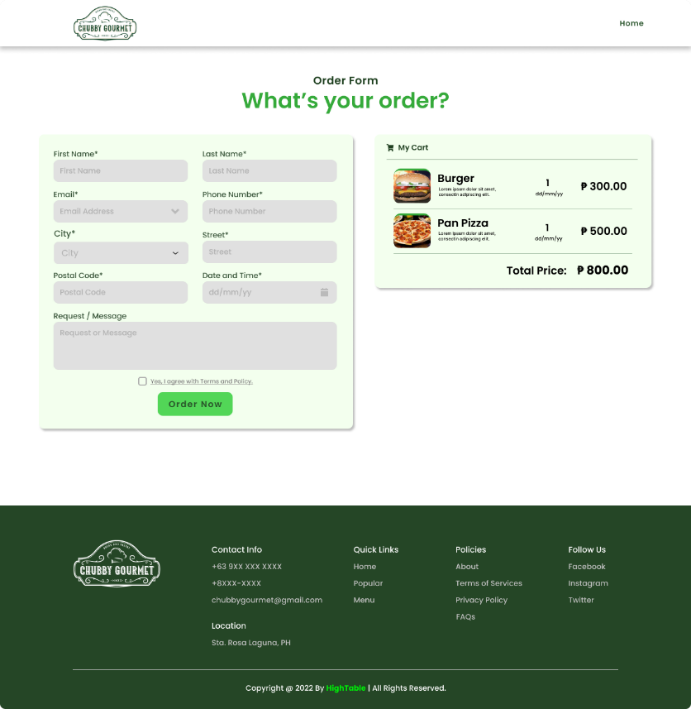 CHUBBY GOURMET
Home
Order Form
What's your order?
First Name*
Last Name*
First Name
Last Name
Email*
Phone Number*
Email Address
Phone Number
City*
Street*
City
Street
Postal Code*
Date and Time*
Postal Code
dd/mm/yy
Request / Message
Request or Message
Yes, I agree with Terms and Policy.
Order Now
My Cart
Burger
Lorem ipsum dolor sit amet,
consectin adipiscing elit.
1
dd/mm/yy
₱ 300.00
Pan Pizza
Lorem ipsum dolor sit amet,
consectin adipiscing elit.
1
dd/mm/yy
₱ 500.00
Total Price: ₱ 800.00
CHUBBY GOURMET
Contact Info
+63 9XX XXX XXXX
+8XXX-XXXX
chubbygourmet@gmail.com
Location
Sta. Rosa Laguna, PH
Quick Links
Home
Popular
Menu
Policies
About
Terms of Services
Privacy Policy
FAQs
Follow Us
Facebook
Instagram
Twitter
Copyright @ 2022 By HighTable | All Rights Reserved.